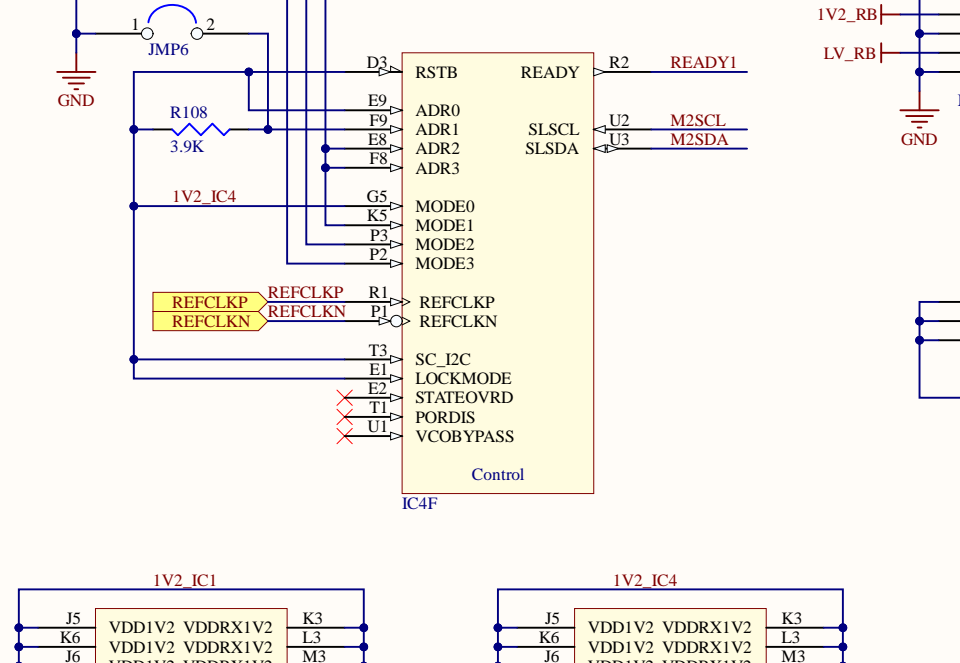 1V2_RB
1 2
JMP6
LV_RB
GND
D3 RSTB READY R2 READY1
E9 ADR0
R108 F9 ADR1 SLSCL U2 M2SCL
3.9K E8 ADR2 SLSDA U3 M2SDA
GND
F8 ADR3
1V2_IC4 G5 MODE0
K5 MODE1
P3 MODE2
P2 MODE3
REFCLKP REFCLKP R1 REFCLKP
REFCLKN REFCLKN P1 REFCLKN
T3 SC_I2C
E1 LOCKMODE
E2 STATEOVRD
T1 PORDIS
U1 VCOBYPASS
Control
IC4F
1V2_IC1 1V2_IC4
J5 VDD1V2 VDDRX1V2 K3 J5 VDD1V2 VDDRX1V2 K3
K6 VDD1V2 VDDRX1V2 L3 K6 VDD1V2 VDDRX1V2 L3
J6 VDD1V2 VDDRX1V2 M3 J6 VDD1V2 VDDRX1V2 M3